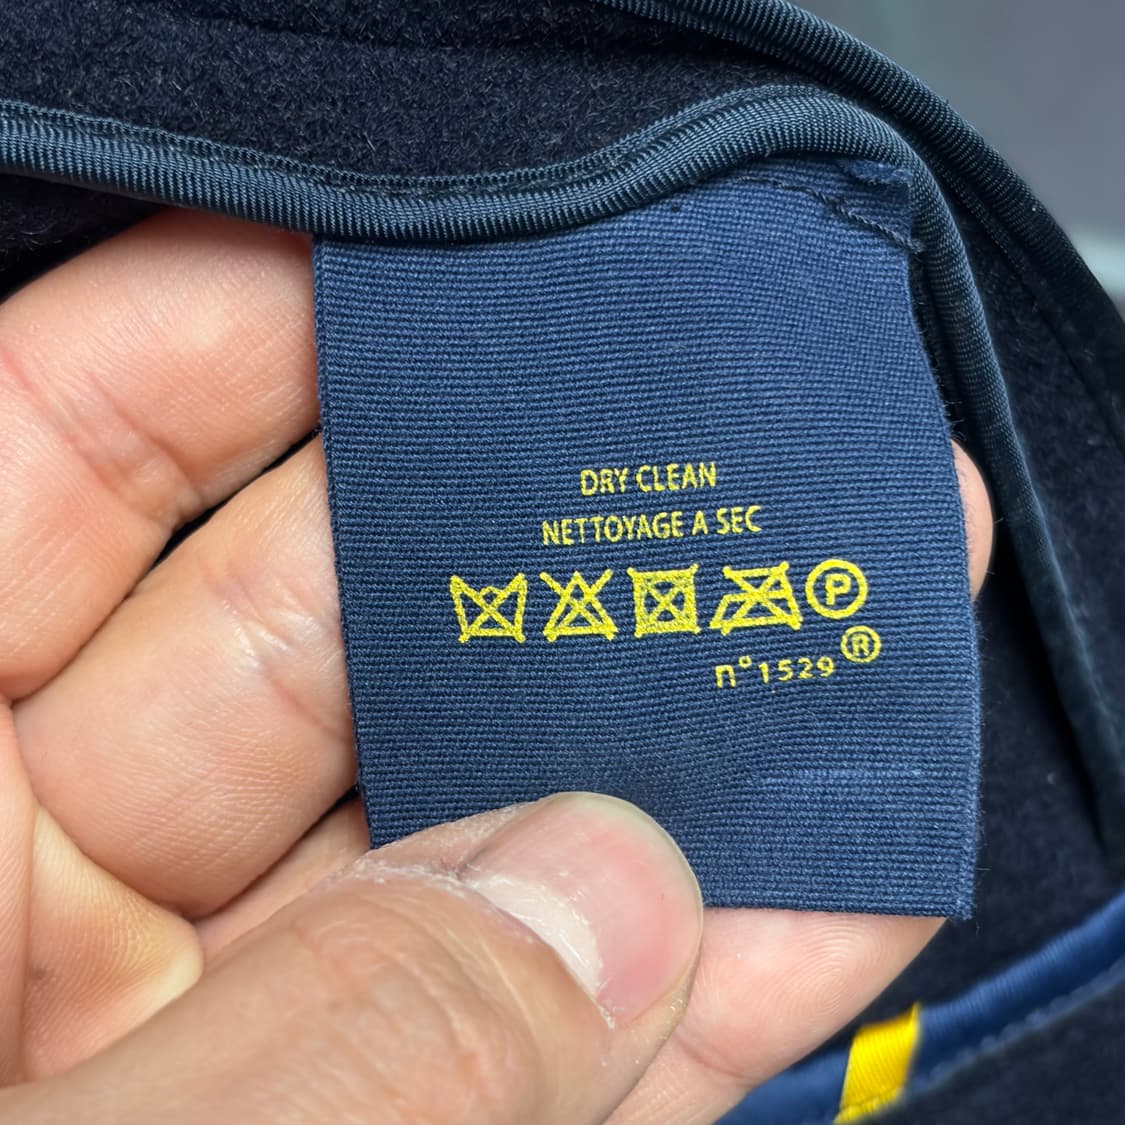 DRY CLEAN
NETTOYAGE A SEC
P
n°1529 ®